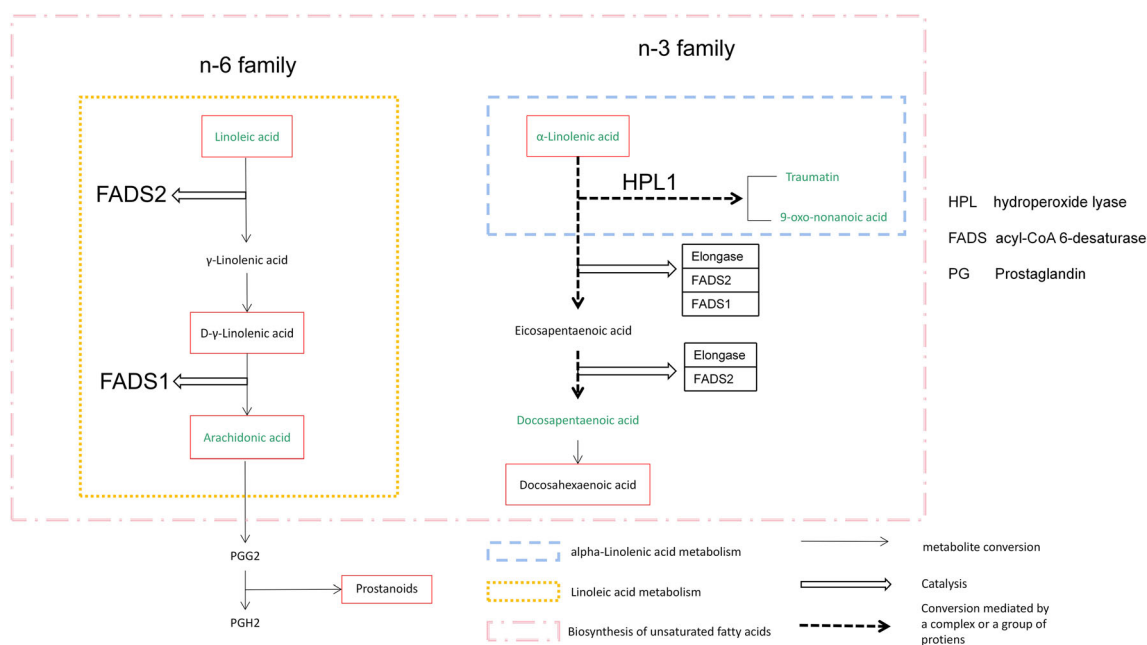 n-6 family
n-3 family
Linoleic acid
FADS2
γ-Linolenic acid
D-γ-Linolenic acid
FADS1
Arachidonic acid
PGG2
Prostanoids
PGH2
α-Linolenic acid
HPL1
Traumatin
9-oxo-nonanoic acid
Elongase
FADS2
FADS1
Eicosapentaenoic acid
Elongase
FADS2
Docosapentaenoic acid
Docosahexaenoic acid
HPL hydroperoxide lyase
FADS acyl-CoA 6-desaturase
PG Prostaglandin
alpha-Linolenic acid metabolism
Linoleic acid metabolism
Biosynthesis of unsaturated fatty acids
metabolite conversion
Catalysis
Conversion mediated by
a complex or a group of
protiens